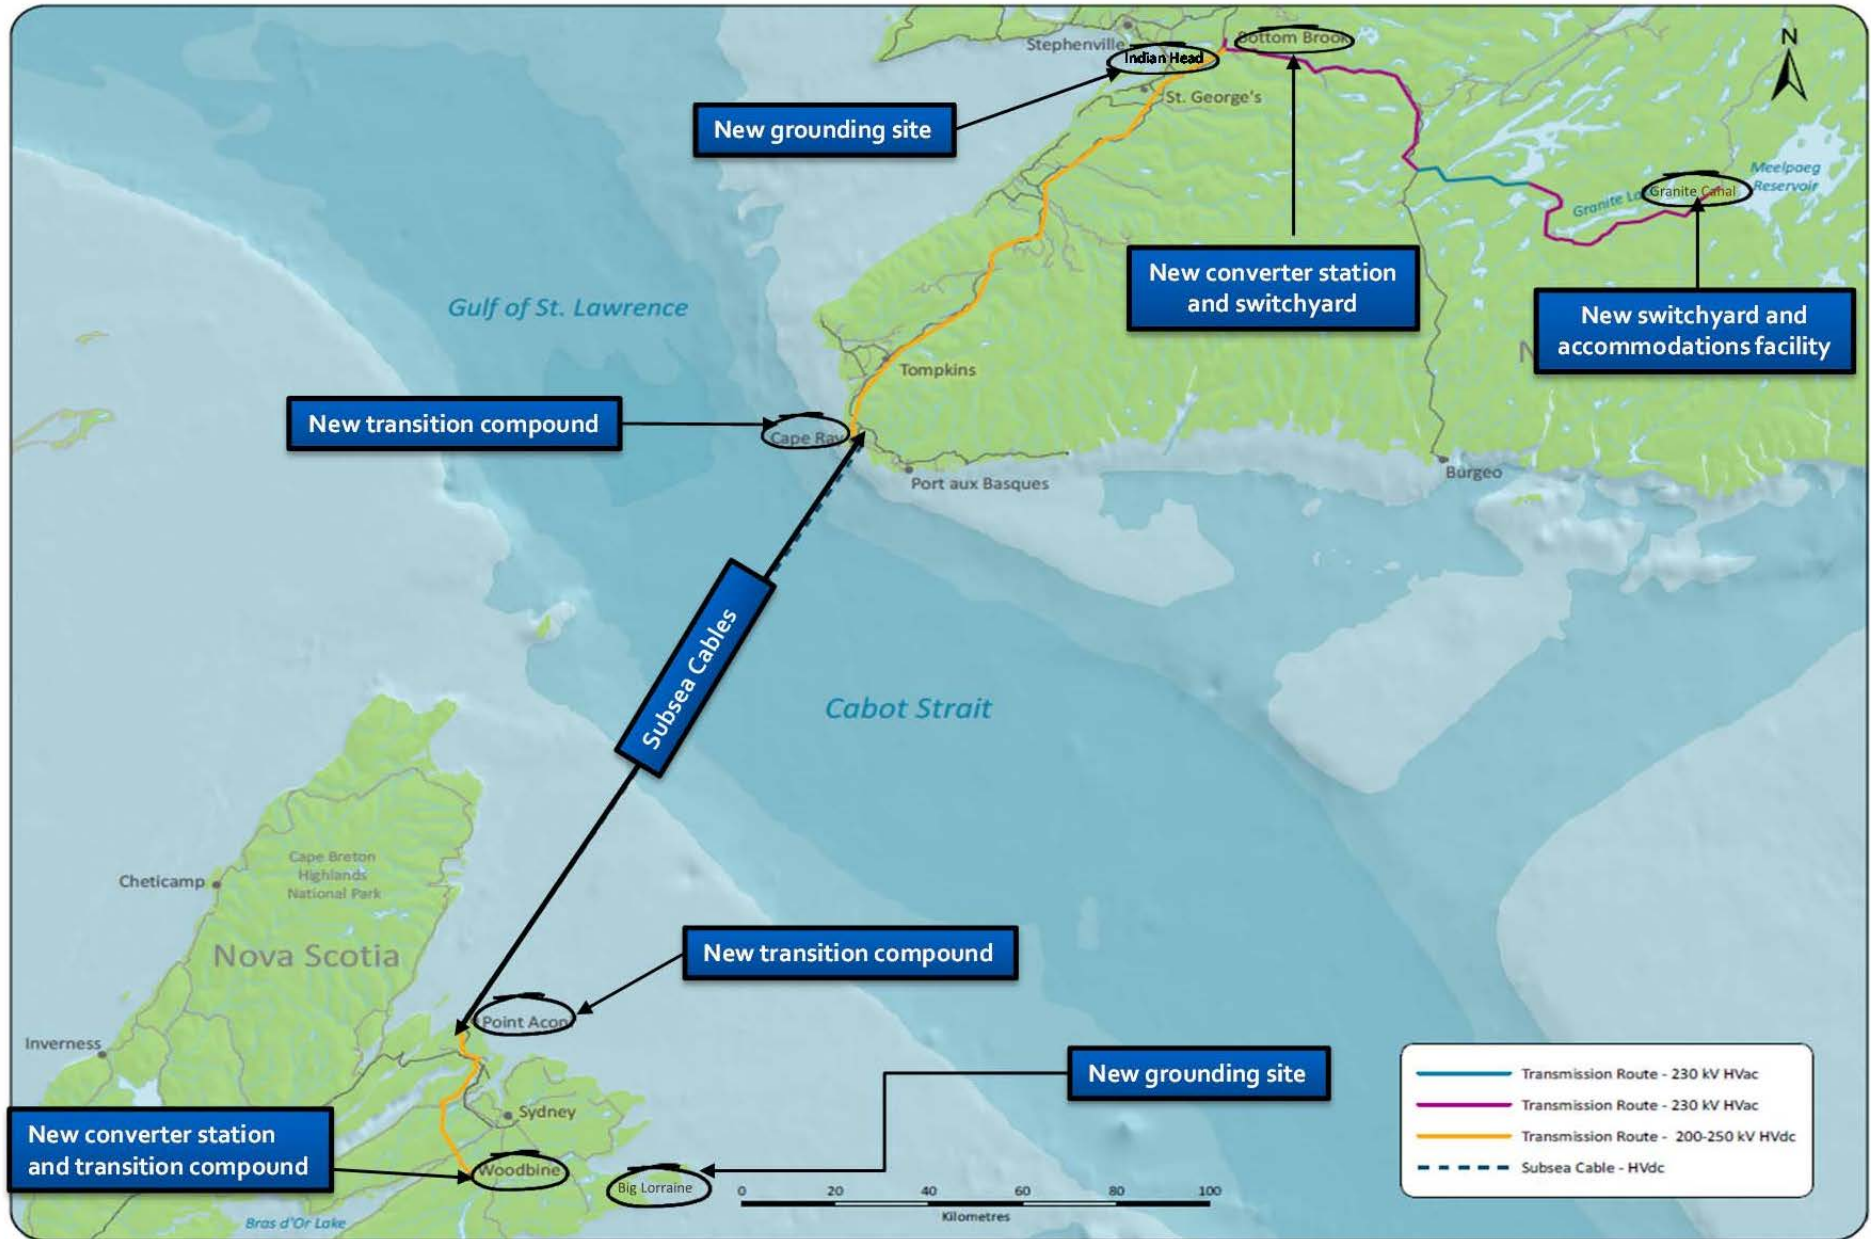 Stephenville
Bottom Brook
Indian Head
St. George's
N
New grounding site
Meelpaeg
Reservoir
Granite Canal
Granite La
New converter station
and switchyard
New switchyard and
accommodations facility
N
Gulf of St. Lawrence
Tompkins
New transition compound
Cape Ray
Port aux Basques
Burgeo
Subsea Cables
Cabot Strait
Cape Breton
Highlands
National Park
Cheticamp
Nova Scotia
New transition compound
Point Acon
Inverness
New grounding site
Sydney
New converter station
and transition compound
Woodbine
Big Lorraine
Bras d'Or Lake
0 20 40 60 80 100
Kilometres
Transmission Route - 230 kV HVac
Transmission Route - 230 kV HVac
Transmission Route - 200-250 kV HVdc
Subsea Cable - HVdc